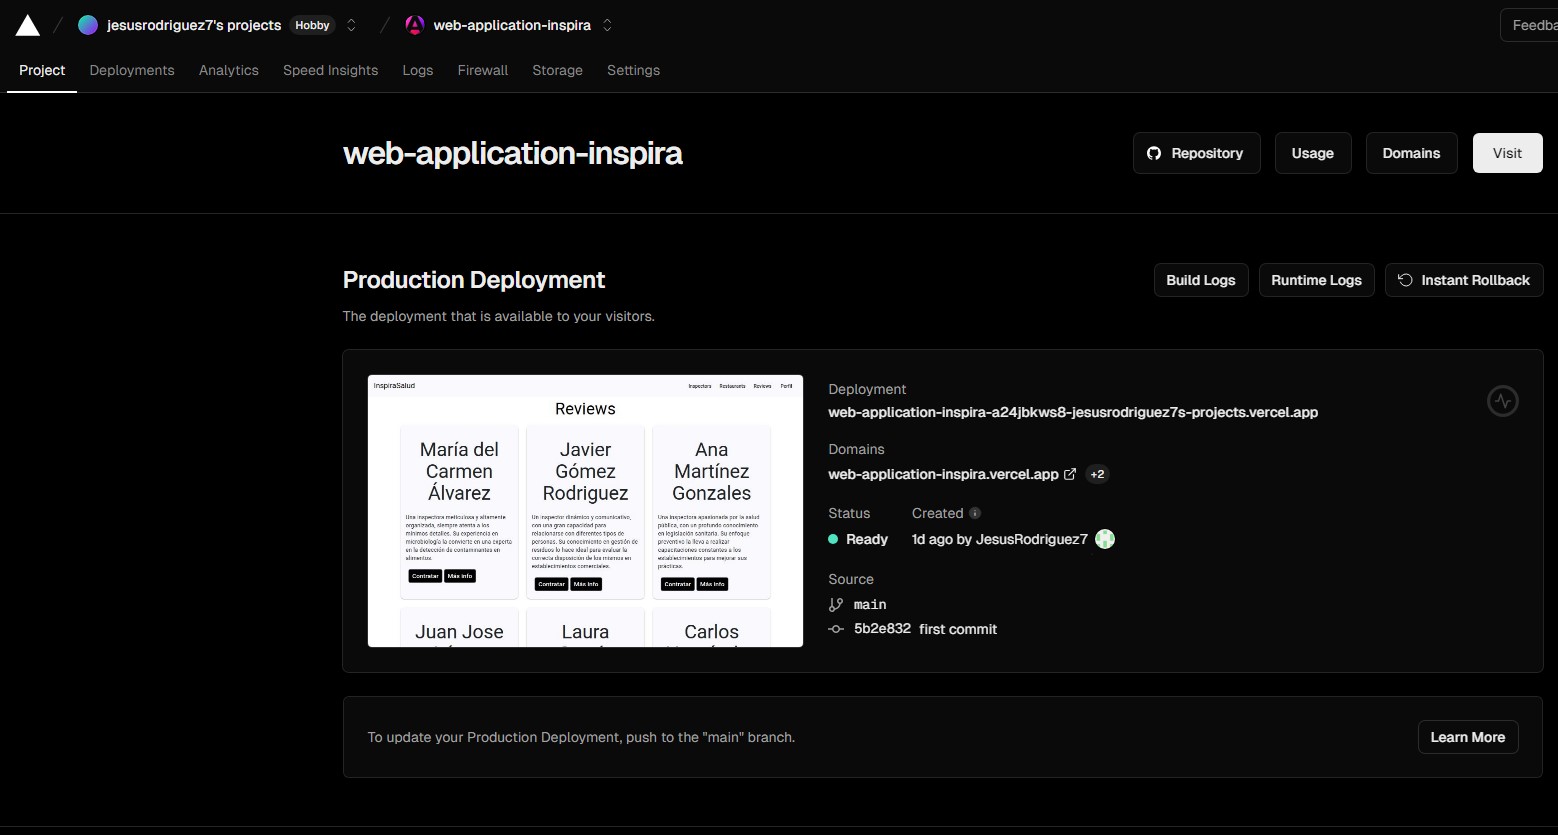 jesusrodriguez7's projects Hobby web-application-inspira
Feedba
Project Deployments Analytics Speed Insights Logs Firewall Storage Settings
web-application-inspira
Repository Usage Domains Visit
Production Deployment
Build Logs Runtime Logs Instant Rollback
The deployment that is available to your visitors.
InspiraSalud Inspectors Restaurants Reviews Perfil
Reviews
María del
Carmen
Álvarez
Una inspectora meticulosa y altamente
organizada, siempre atenta a los
mínimos detalles. Su experiencia en
microbiología la convierte en una experta
en la detección de contaminantes en
alimentos.
Contratar Más info
Javier
Gómez
Rodriguez
Un inspector dinámico y comunicativo,
con una gran capacidad para
relacionarse con diferentes tipos de
personas. Su conocimiento en gestión de
residuos lo hace ideal para evaluar la
correcta disposición de los mismos en
establecimientos comerciales.
Contratar Más info
Ana
Martínez
Gonzales
Una inspectora apasionada por la salud
pública, con un profundo conocimiento
en legislación sanitaria. Su enfoque
preventivo la lleva a realizar
capacitaciones constantes a los
establecimientos para mejorar sus
prácticas.
Contratar Más info
Juan Jose
Laura
Carlos
Deployment
web-application-inspira-a24jbkws8-jesusrodriguez7s-projects.vercel.app
Domains
web-application-inspira.vercel.app +2
Status Created
Ready 1d ago by JesusRodriguez7
Source
main
5b2e832 first commit
To update your Production Deployment, push to the "main" branch.
Learn More